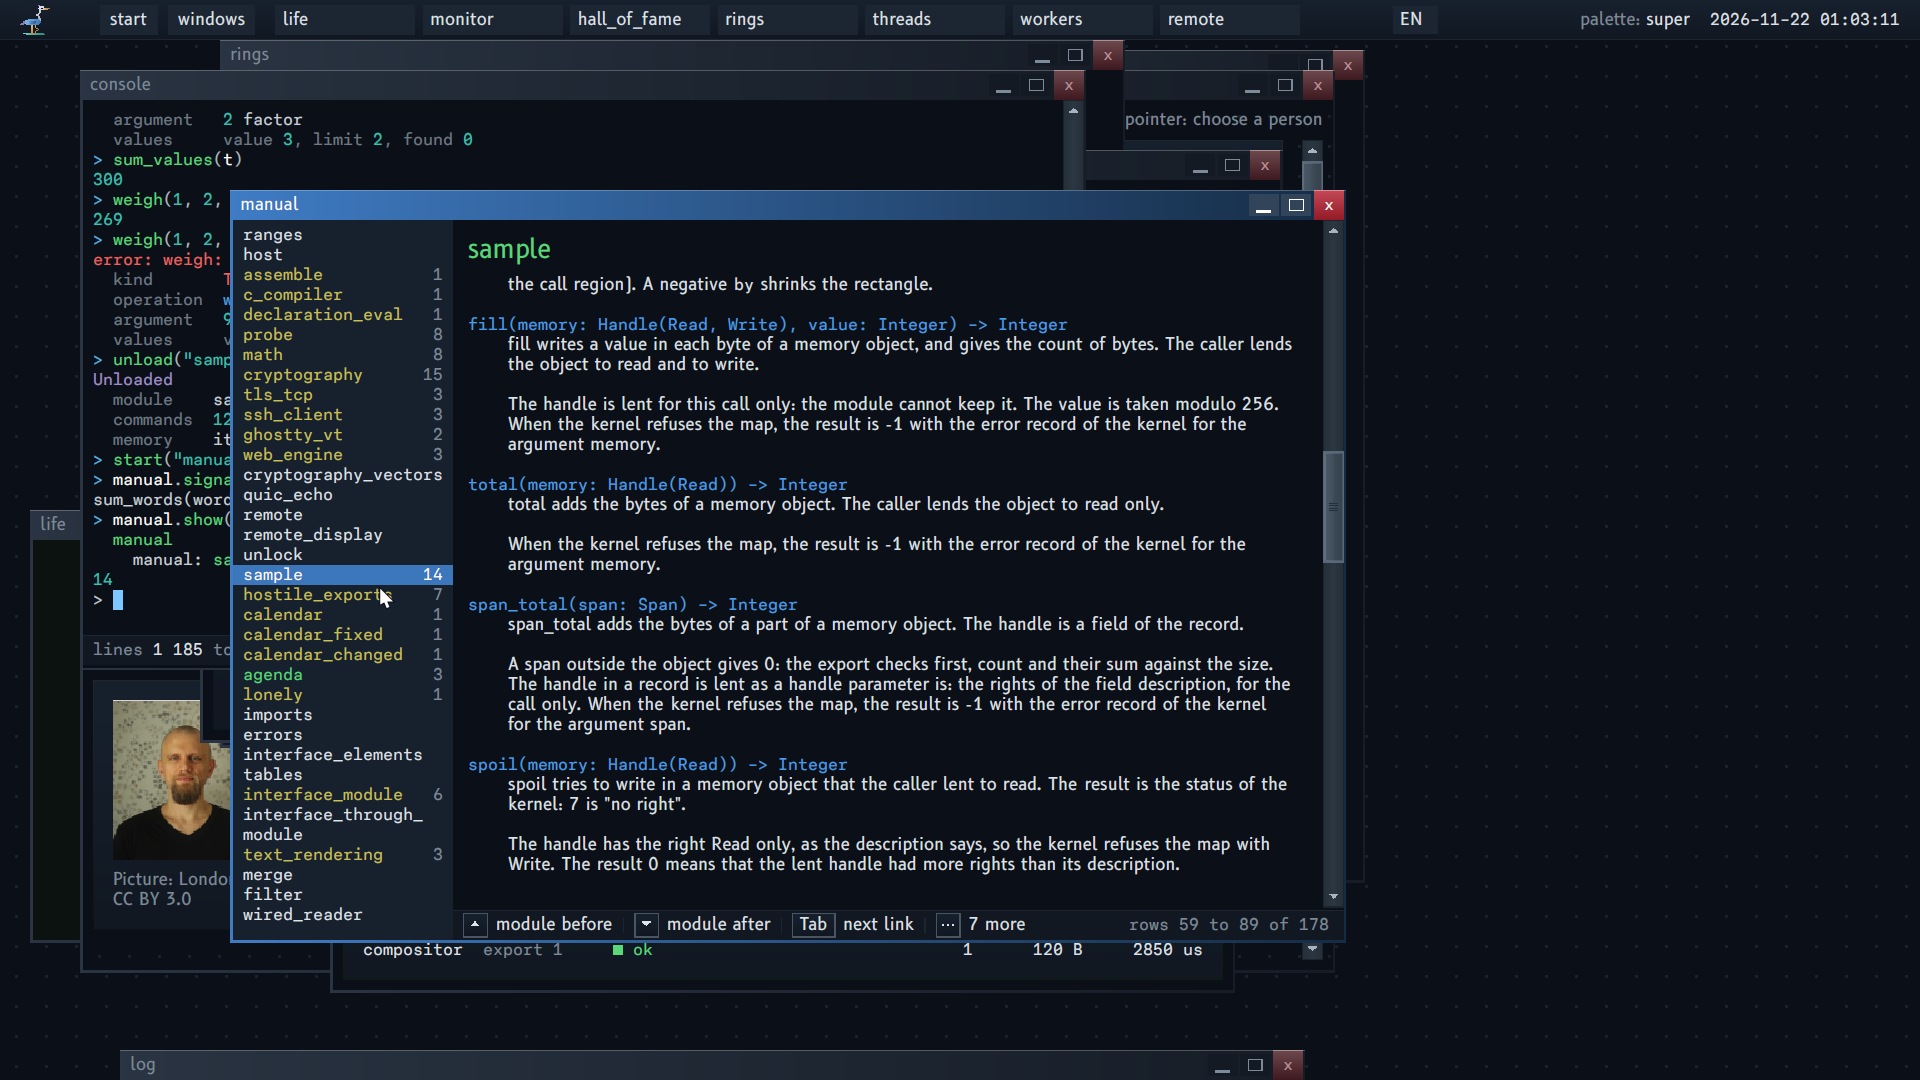 start windows life monitor hall_of_fame rings threads workers remote EN palette: super 2026-11-22 01:03:11
rings
x
x
console
x
x
argument 2 factor
values value 3, limit 2, found 0
> sum_values(t)
300
> weigh(1, 2,
269
> weigh(1, 2,
error: weigh:
kind
operation
argument
values
> unload("samp
Unloaded
module sa
commands 12
memory it
> start("manua
> manual.signa
sum_words(word
> manual.show(
manual
manual: sa
14
>
lines 1 185 to
pointer: choose a person
x
life
Picture: Londo
CC BY 3.0
manual
x
ranges
host
assemble 1
c_compiler 1
declaration_eval 1
probe 8
math 8
cryptography 15
tls_tcp 3
ssh_client 3
ghostty_vt 2
web_engine 3
cryptography_vectors
quic_echo
remote
remote_display
unlock
sample 14
hostile_exports 7
calendar 1
calendar_fixed 1
calendar_changed 1
agenda 3
lonely 1
imports
errors
interface_elements
tables
interface_module 6
interface_through_
module
text_rendering 3
merge
filter
wired_reader
sample
the call region]. A negative by shrinks the rectangle.
fill(memory: Handle(Read, Write), value: Integer) -> Integer
fill writes a value in each byte of a memory object, and gives the count of bytes. The caller lends
the object to read and to write.
The handle is lent for this call only: the module cannot keep it. The value is taken modulo 256.
When the kernel refuses the map, the result is -1 with the error record of the kernel for the
argument memory.
total(memory: Handle(Read)) -> Integer
total adds the bytes of a memory object. The caller lends the object to read only.
When the kernel refuses the map, the result is -1 with the error record of the kernel for the
argument memory.
span_total(span: Span) -> Integer
span_total adds the bytes of a part of a memory object. The handle is a field of the record.
A span outside the object gives 0: the export checks first, count and their sum against the size.
The handle in a record is lent as a handle parameter is: the rights of the field description, for the
call only. When the kernel refuses the map, the result is -1 with the error record of the kernel
for the argument span.
spoil(memory: Handle(Read)) -> Integer
spoil tries to write in a memory object that the caller lent to read. The result is the status of the
kernel: 7 is "no right".
The handle has the right Read only, as the description says, so the kernel refuses the map with
Write. The result 0 means that the lent handle had more rights than its description.
module before module after Tab next link ... 7 more rows 59 to 89 of 178
compositor export 1 ok 1 120 B 2850 us
log
x